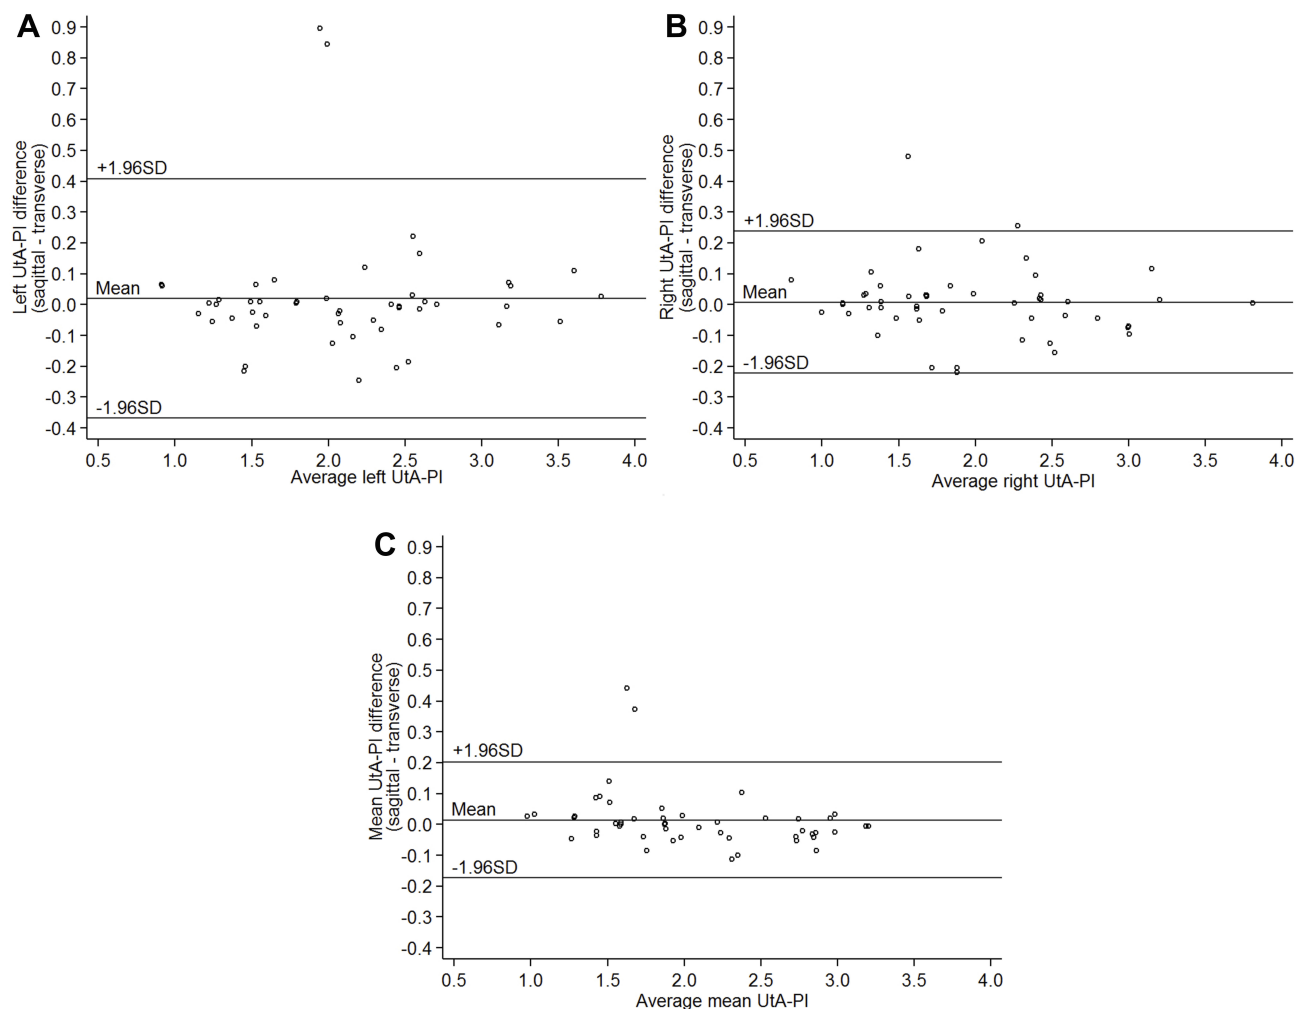 A
0.9
0.8
0.7
0.6
0.5
0.4
0.3
0.2
0.1
0.0
-0.1
-0.2
-0.3
-0.4
Left UtA-PI difference
(sagittal - transverse)
+1.96SD
Mean
-1.96SD
0.5 1.0 1.5 2.0 2.5 3.0 3.5 4.0
Average left UtA-PI
B
0.9
0.8
0.7
0.6
0.5
0.4
0.3
0.2
0.1
0.0
-0.1
-0.2
-0.3
-0.4
Right UtA-PI difference
(sagittal - transverse)
+1.96SD
Mean
-1.96SD
0.5 1.0 1.5 2.0 2.5 3.0 3.5 4.0
Average right UtA-PI
C
0.9
0.8
0.7
0.6
0.5
0.4
0.3
0.2
0.1
0.0
-0.1
-0.2
-0.3
-0.4
Mean UtA-PI difference
(sagittal - transverse)
+1.96SD
Mean
-1.96SD
0.5 1.0 1.5 2.0 2.5 3.0 3.5 4.0
Average mean UtA-PI